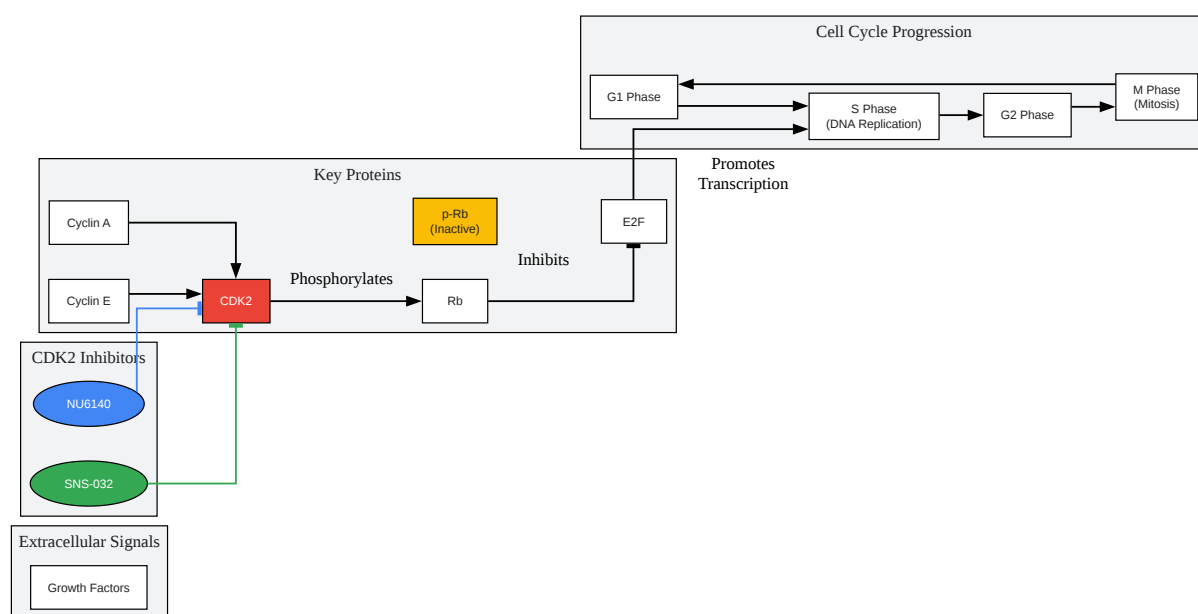 Cell Cycle Progression
G1 Phase
S Phase
(DNA Replication)
G2 Phase
M Phase
(Mitosis)
Promotes
Transcription
Key Proteins
Cyclin A
p-Rb
(Inactive)
E2F
Inhibits
Phosphorylates
Cyclin E
CDK2
Rb
CDK2 Inhibitors
NU6140
SNS-032
Extracellular Signals
Growth Factors